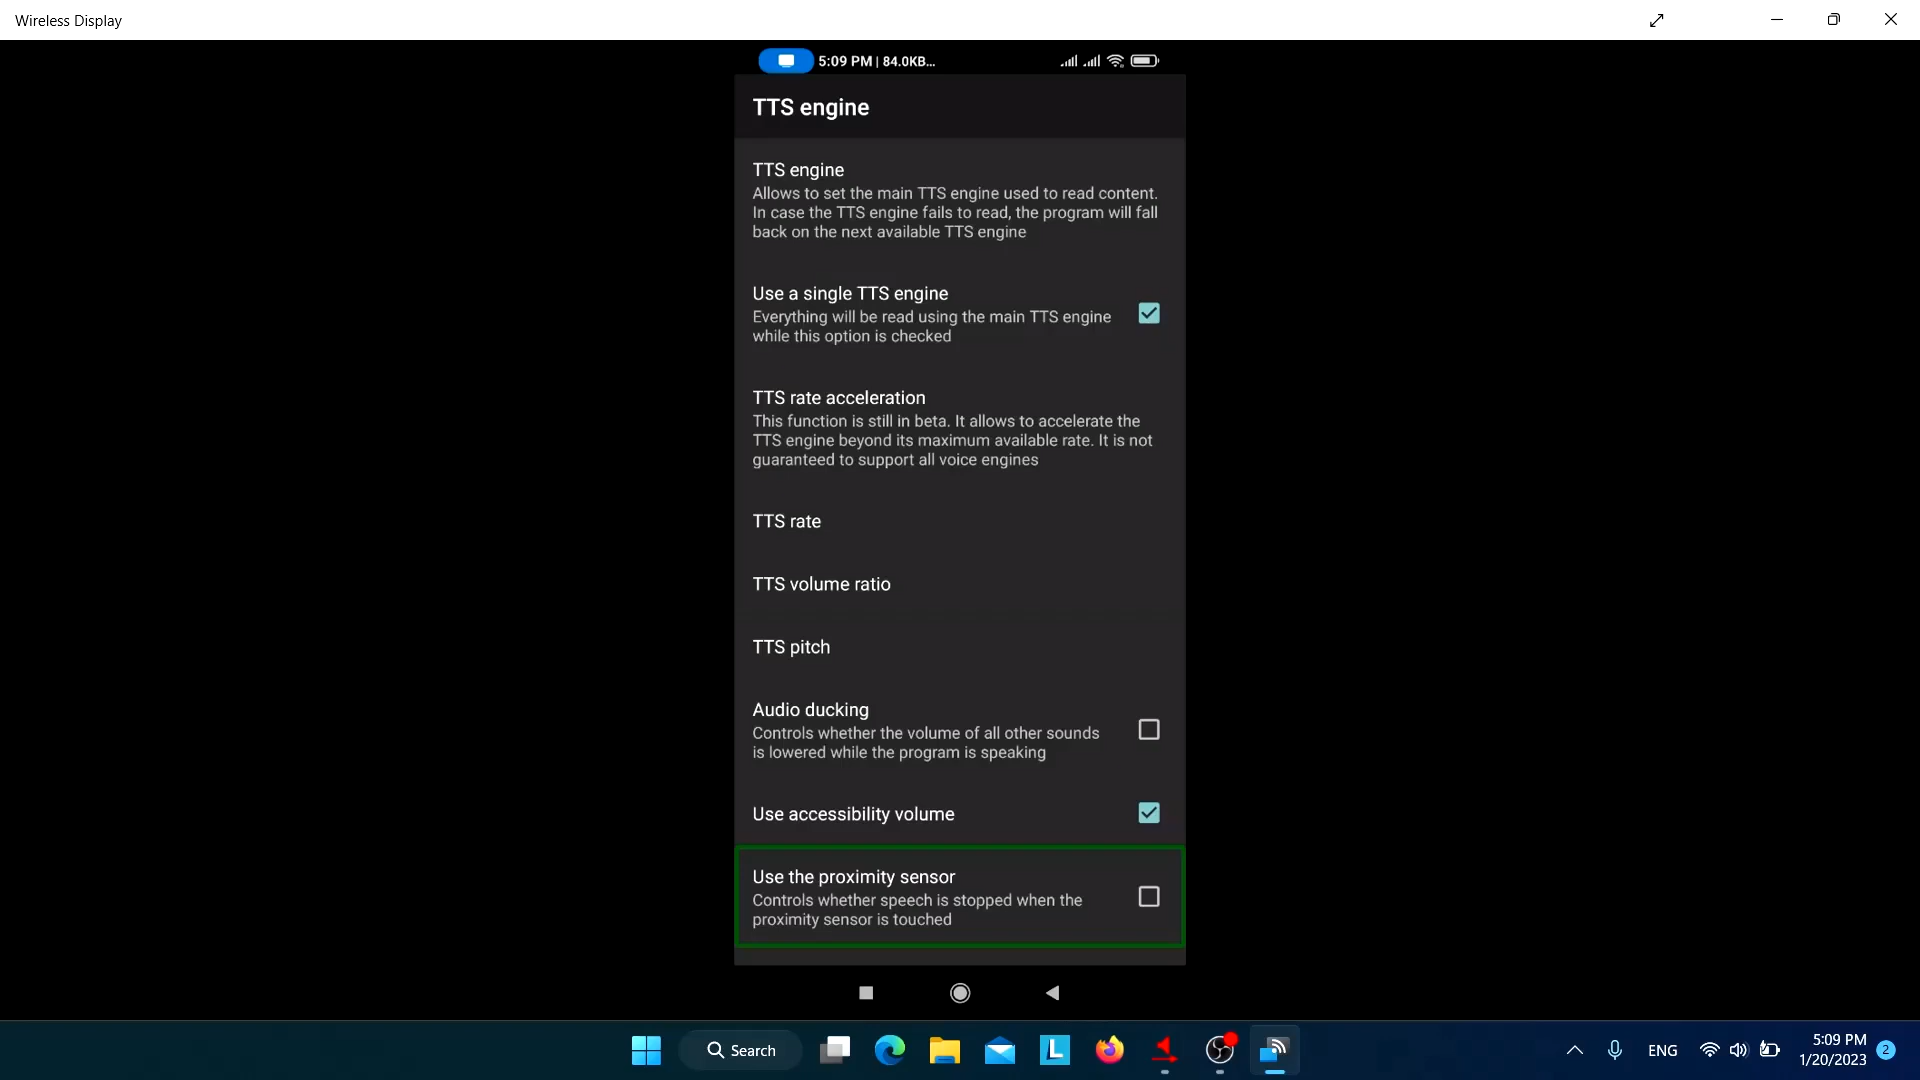 Wireless Display
5:09 PM | 84.0KB...
TTS engine
TTS engine
Allows to set the main TTS engine used to read content.
In case the TTS engine fails to read, the program will fall
back on the next available TTS engine
Use a single TTS engine
Everything will be read using the main TTS engine
while this option is checked
TTS rate acceleration
This function is still in beta. It allows to accelerate the
TTS engine beyond its maximum available rate. It is not
guaranteed to support all voice engines
TTS rate
TTS volume ratio
TTS pitch
Audio ducking
Controls whether the volume of all other sounds
is lowered while the program is speaking
Use accessibility volume
Use the proximity sensor
Controls whether speech is stopped when the
proximity sensor is touched
Search
L
ENG
5:09 PM
1/20/2023
2